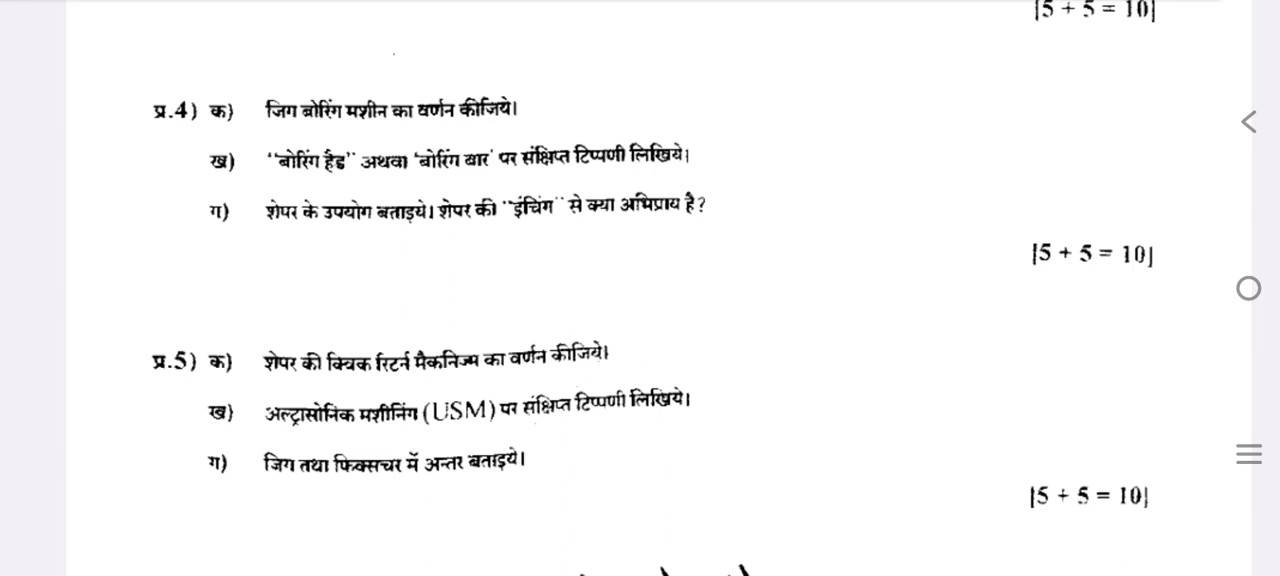 [5 + 5 = 10]
प्र.4) क) जिग बोरिंग मशीन का वर्णन कीजिये।
ख) "बोरिंग हैड" अथवा 'बोरिंग बार' पर संक्षिप्त टिप्पणी लिखिये।
ग) शेपर के उपयोग बताइये। शेपर की "इंचिंग" से क्या अभिप्राय है?
[5 + 5 = 10]
प्र.5) क) शेपर की क्विक रिटर्न मैकनिज्म का वर्णन कीजिये।
ख) अल्ट्रासोनिक मशीनिंग (USM) पर संक्षिप्त टिप्पणी लिखिये।
ग) जिग तथा फिक्सचर में अन्तर बताइये।
[5 + 5 = 10]